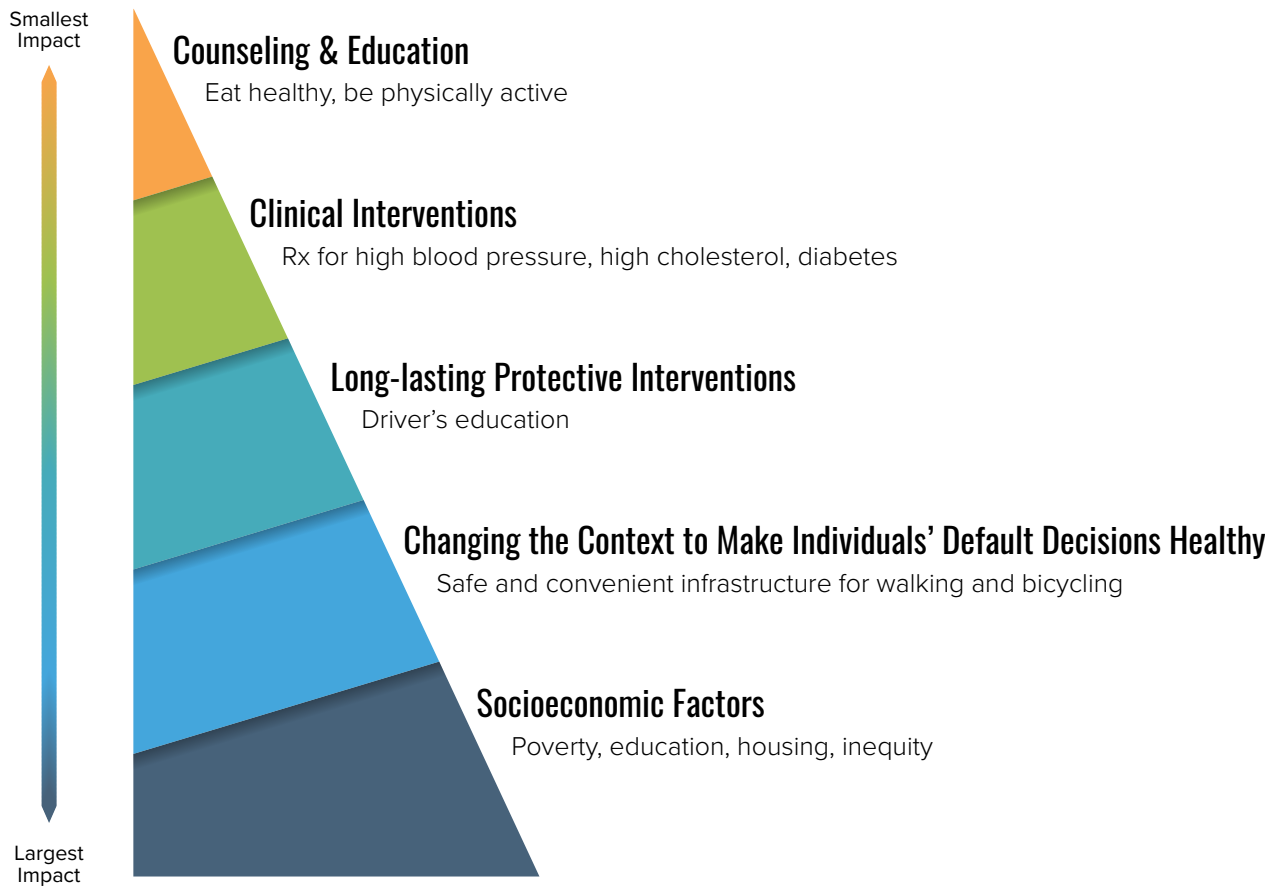 Smallest
Impact
Counseling & Education
Eat healthy, be physically active
Clinical Interventions
Rx for high blood pressure, high cholesterol, diabetes
Long-lasting Protective Interventions
Driver’s education
Changing the Context to Make Individuals’ Default Decisions Healthy
Safe and convenient infrastructure for walking and bicycling
Socioeconomic Factors
Poverty, education, housing, inequity
Largest
Impact